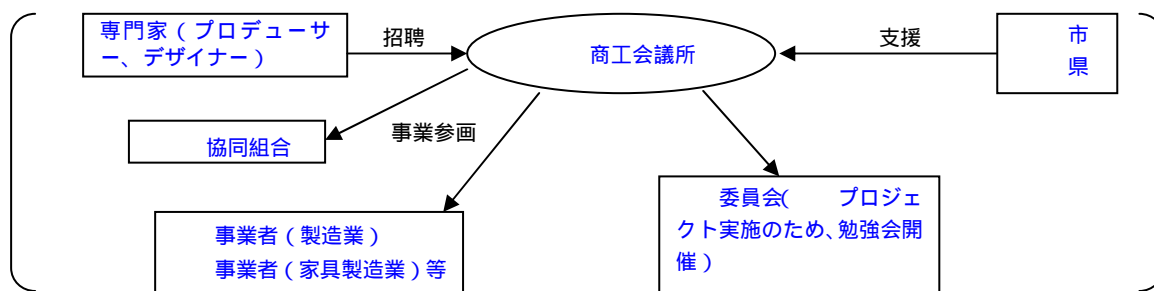 専門家（プロデューサ
ー、デザイナー）
招聘
商工会議所
支援
市
県
協同組合
事業参画
事業者（製造業）
事業者（家具製造業）等
委員会(　　プロジェ
クト実施のため、勉強会開
催）